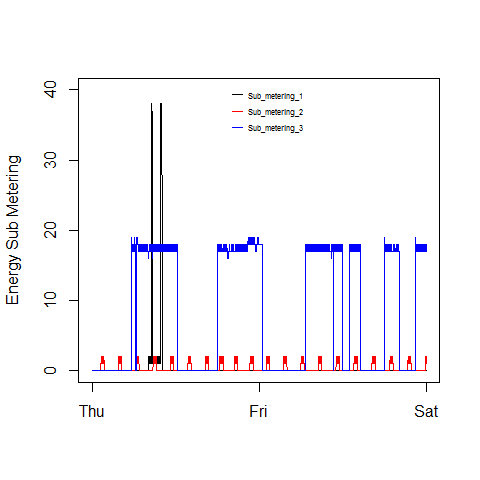 Sub_metering_1
Sub_metering_2
Sub_metering_3
Energy Sub Metering
40
30
20
10
0
Thu Fri Sat